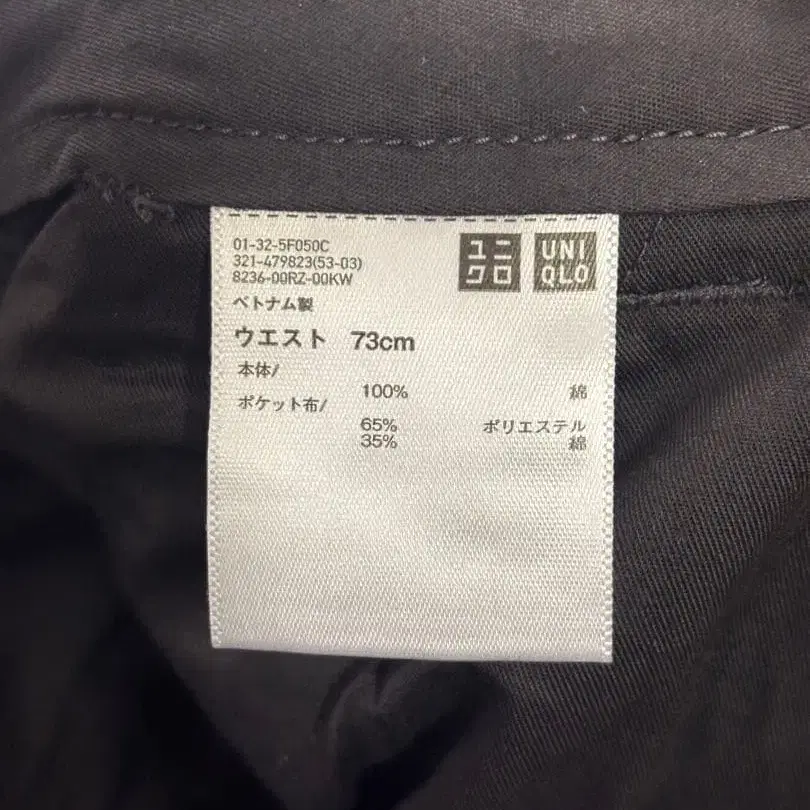 01-32-5F050C
321-479823(53-03)
8236-00RZ-00KW
ユニ
クロ
UNI
QLO
ベトナム製
ウエスト 73cm
本体/
100% 綿
ポケット布/
65% ポリエステル
35% 綿